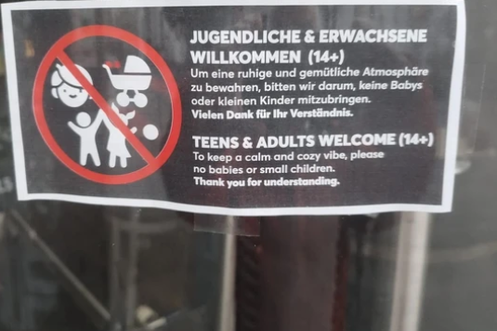 JUGENDLICHE & ERWACHSENE
WILLKOMMEN (14+)
Um eine ruhige und gemütliche Atmosphäre
zu bewahren, bitten wir darum, keine Babys
oder kleinen Kinder mitzubringen.
Vielen Dank für Ihr Verständnis.
TEENS & ADULTS WELCOME (14+)
To keep a calm and cozy vibe, please
no babies or small children.
Thank you for understanding.